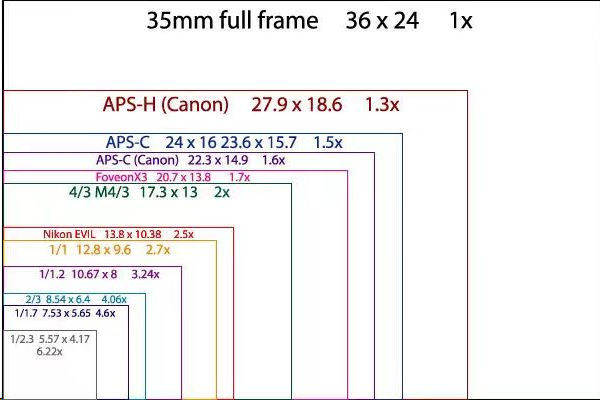 35mm full frame 36 x 24 1x
APS-H (Canon) 27.9 x 18.6 1.3x
APS-C 24 x 16 23.6 x 15.7 1.5x
APS-C (Canon) 22.3 x 14.9 1.6x
FoveonX3 20.7 x 13.8 1.7x
4/3 M4/3 17.3 x 13 2x
Nikon EVIL 13.8 x 10.38 2.5x
1/1 12.8 x 9.6 2.7x
1/1.2 10.67 x 8 3.24x
2/3 8.54 x 6.4 4.06x
1/1.7 7.53 x 5.65 4.6x
1/2.3 5.57 x 4.17
6.22x